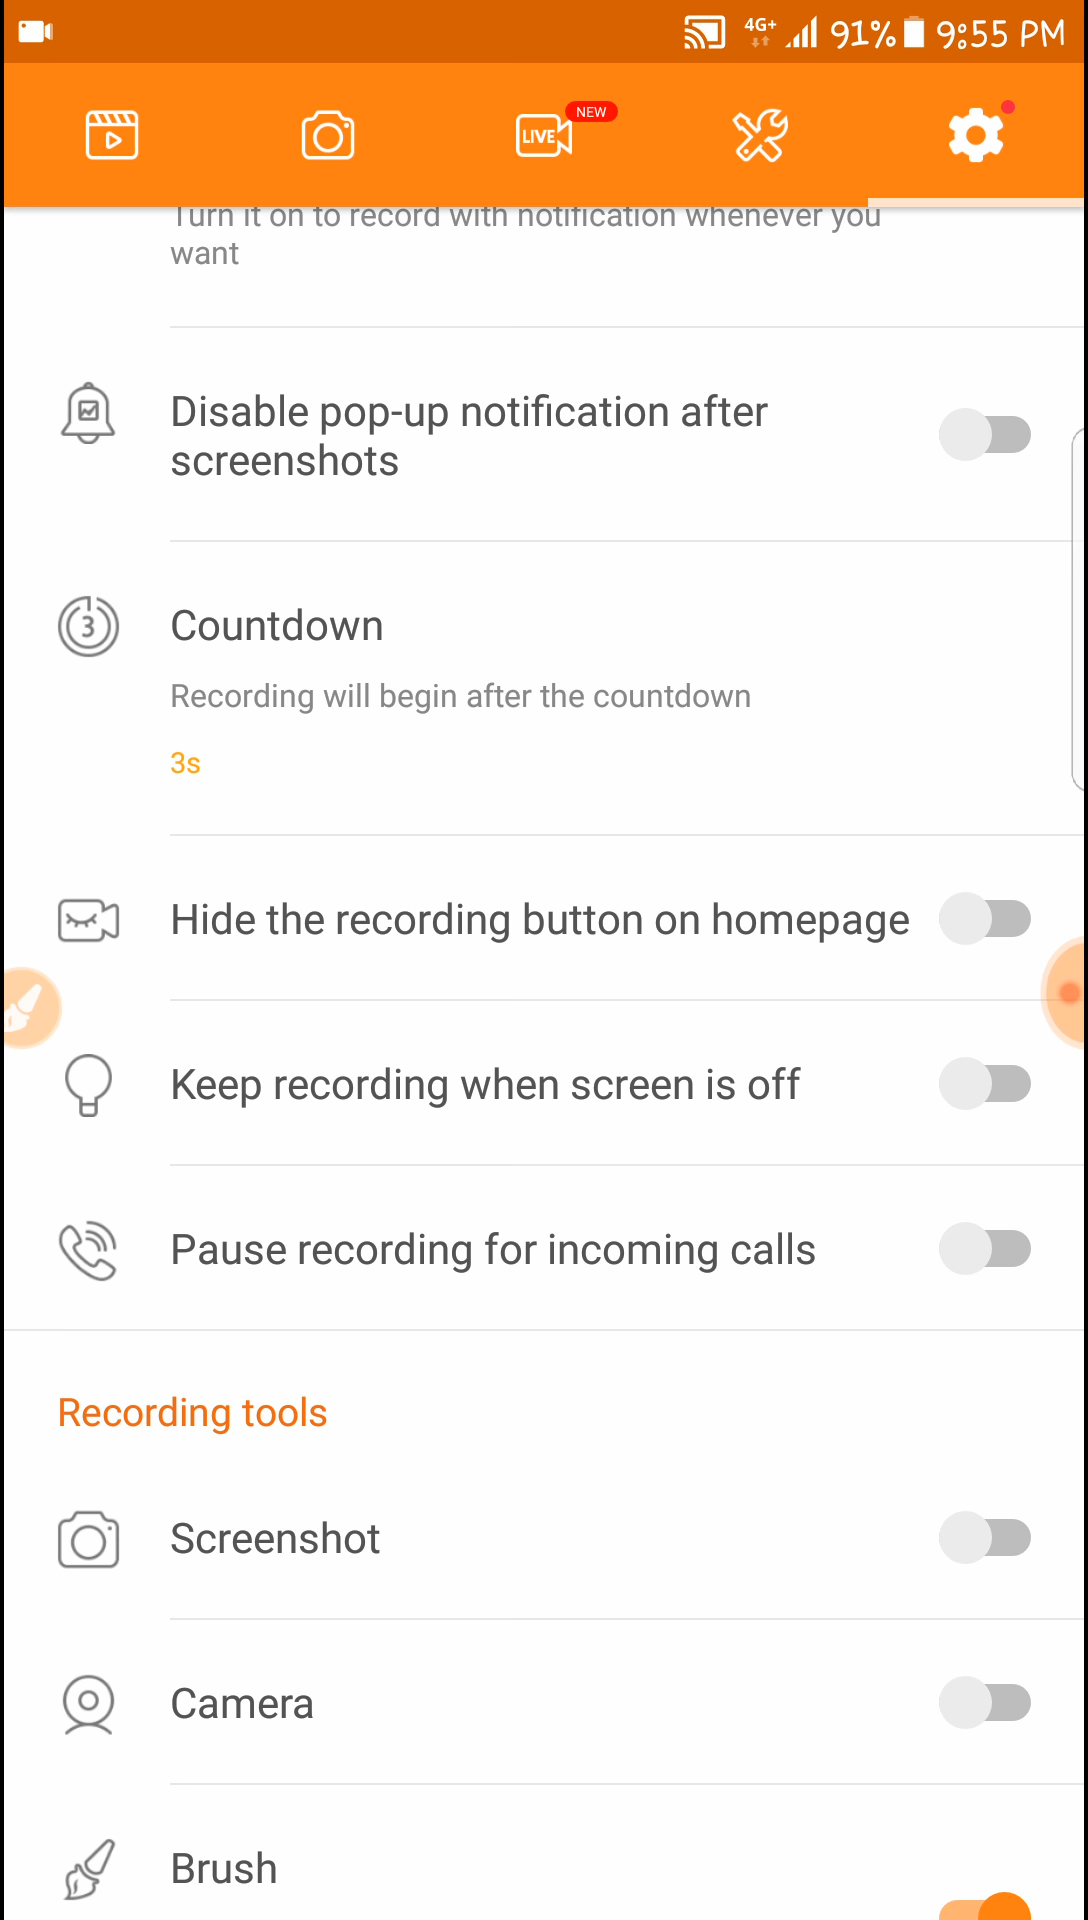 4G+ 91% 9:55 PM
LIVE NEW
Turn it on to record with notification whenever you
want
Disable pop-up notification after
screenshots
3 Countdown
Recording will begin after the countdown
3s
Hide the recording button on homepage
Keep recording when screen is off
Pause recording for incoming calls
Recording tools
Screenshot
Camera
Brush